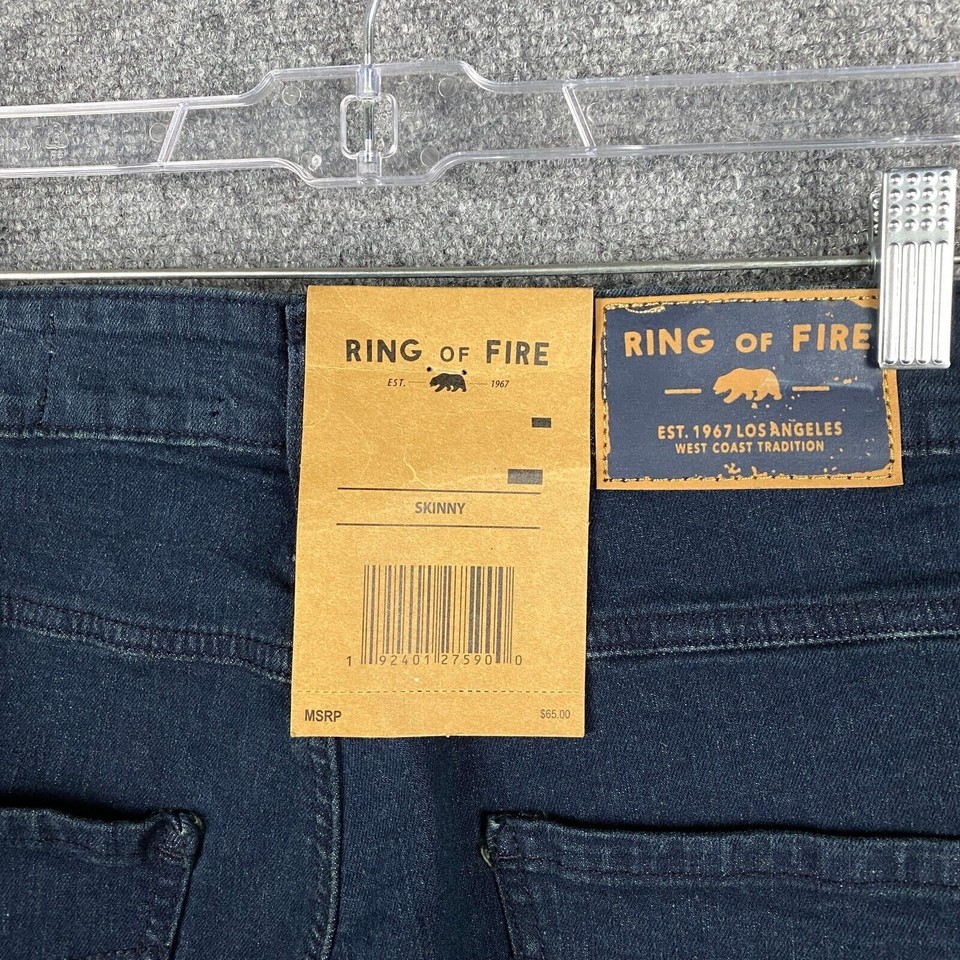 INA
RING OF FIRE
EST. 1967
SKINNY
1 92401 27590 0
MSRP $65.00
RING OF FIRE
EST. 1967 LOS ANGELES
WEST COAST TRADITION